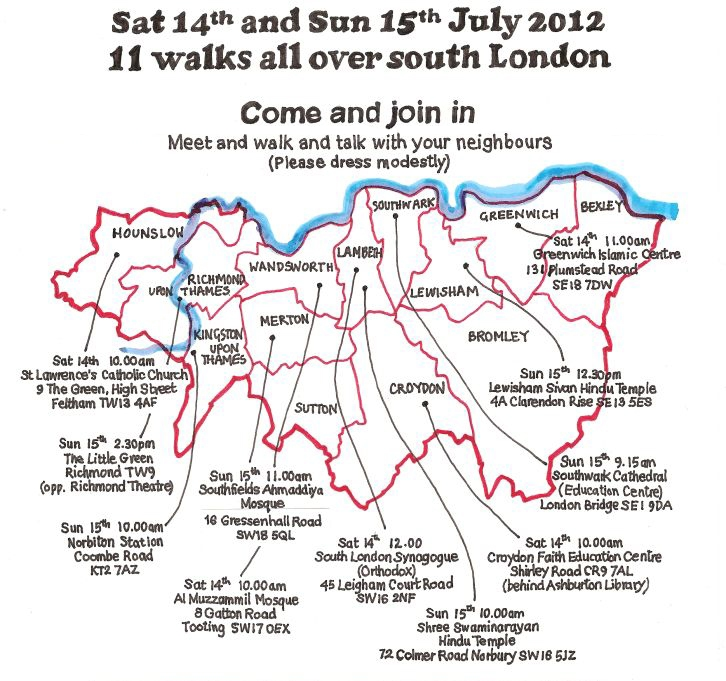 Sat 14th and Sun 15th July 2012
11 walks all over south London
Come and join in
Meet and walk and talk with your neighbours
(Please dress modestly)
HOUNSLOW
RICHMOND
UPON THAMES
KINGSTON
UPON
THAMES
WANDSWORTH
MERTON
SUTTON
LAMBETH
SOUTHWARK
LEWISHAM
CROYDON
GREENWICH
BEXLEY
BROMLEY
Sat 14th 11.00am
Greenwich Islamic Centre
131 Plumstead Road
SE18 7DW
Sun 15th 12.30pm
Lewisham Sivan Hindu Temple
4A Clarendon Rise SE13 5ES
Sun 15th 9.15am
Southwark Cathedral
(Education Centre)
London Bridge SE1 9DA
Sat 14th 10.00am
Croydon Faith Education Centre
Shirley Road CR9 7AL
(behind Ashburton Library)
Sun 15th 10.00am
Shree Swaminarayan
Hindu Temple
72 Colmer Road Norbury SW16 5JZ
Sat 14th 12.00
South London Synagogue
(Orthodox)
45 Leigham Court Road
SW16 2NF
Sun 15th 11.00am
Southfields Ahmaddiya
Mosque
16 Gressenhall Road
SW18 5QL
Sat 14th 10.00am
Al Muzzammil Mosque
8 Gatton Road
Tooting SW17 0EX
Sat 14th 10.00am
St Lawrence's Catholic Church
9 The Green, High Street
Feltham TW13 4AF
Sun 15th 2.30pm
The Little Green
Richmond TW9
(opp. Richmond Theatre)
Sun 15th 10.00am
Norbiton Station
Coombe Road
KT2 7AZ